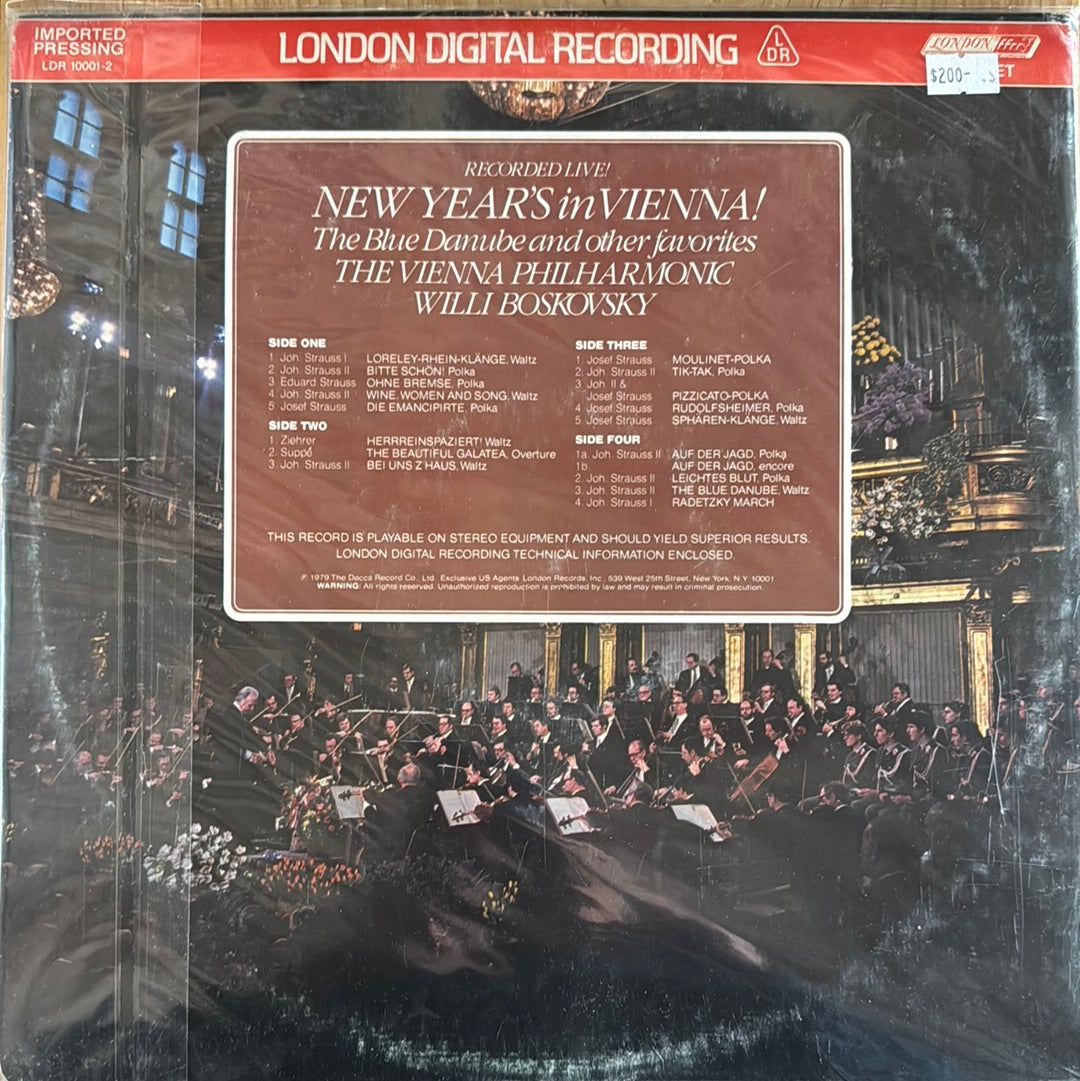 IMPORTED
PRESSING
LDR 10001-2
LONDON DIGITAL RECORDING
L
DR
LONDON ffrr
$200-
ET
RECORDED LIVE!
NEW YEAR'S in VIENNA!
The Blue Danube and other favorites
THE VIENNA PHILHARMONIC
WILLI BOSKOVSKY
SIDE ONE
1. Joh. Strauss I LORELEY-RHEIN-KLÄNGE, Waltz
2. Joh. Strauss II BITTE SCHÖN! Polka
3. Eduard Strauss OHNE BREMSE, Polka
4. Joh. Strauss II WINE, WOMEN AND SONG, Waltz
5. Josef Strauss DIE EMANCIPIRTE, Polka
SIDE TWO
1. Ziehrer HERRREINSPAZIERT! Waltz
2. Suppé THE BEAUTIFUL GALATEA, Overture
3. Joh. Strauss II BEI UNS Z'HAUS, Waltz
SIDE THREE
1. Josef Strauss MOULINET-POLKA
2. Joh. Strauss II TIK-TAK, Polka
3. Joh. II &
Josef Strauss PIZZICATO-POLKA
4. Josef Strauss RUDOLFSHEIMER, Polka
5. Josef Strauss SPHÄREN-KLÄNGE, Waltz
SIDE FOUR
1a. Joh. Strauss II AUF DER JAGD, Polka
1b. AUF DER JAGD, encore
2. Joh. Strauss II LEICHTES BLUT, Polka
3. Joh. Strauss II THE BLUE DANUBE, Waltz
4. Joh. Strauss I RADETZKY MARCH
THIS RECORD IS PLAYABLE ON STEREO EQUIPMENT AND SHOULD YIELD SUPERIOR RESULTS.
LONDON DIGITAL RECORDING TECHNICAL INFORMATION ENCLOSED.
℗ 1979 The Decca Record Co., Ltd. Exclusive US Agents London Records, Inc., 539 West 25th Street, New York, N.Y. 10001
WARNING: All rights reserved. Unauthorized reproduction is prohibited by law and may result in criminal prosecution.